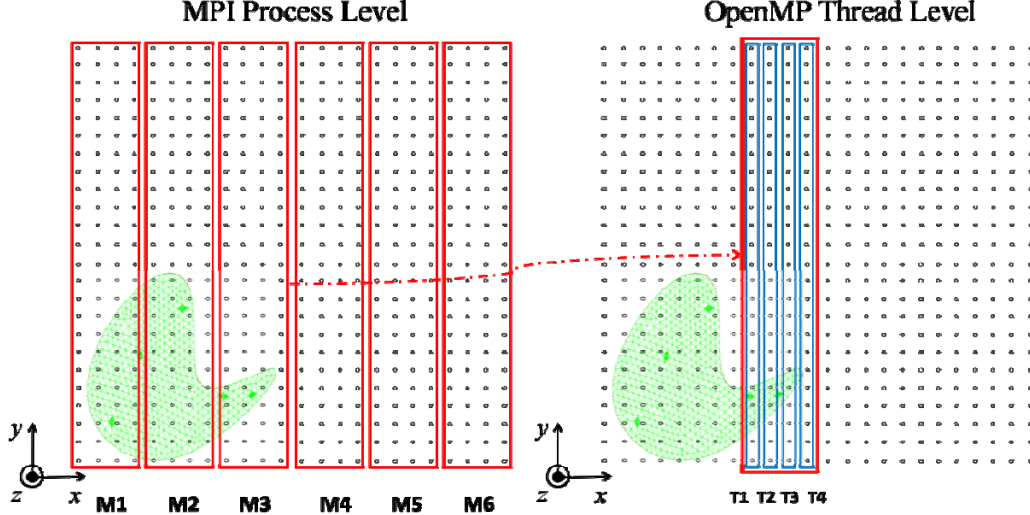 MPI Process Level
OpenMP Thread Level
y
z
x
M1 M2 M3 M4 M5 M6
y
z
x
T1 T2 T3 T4